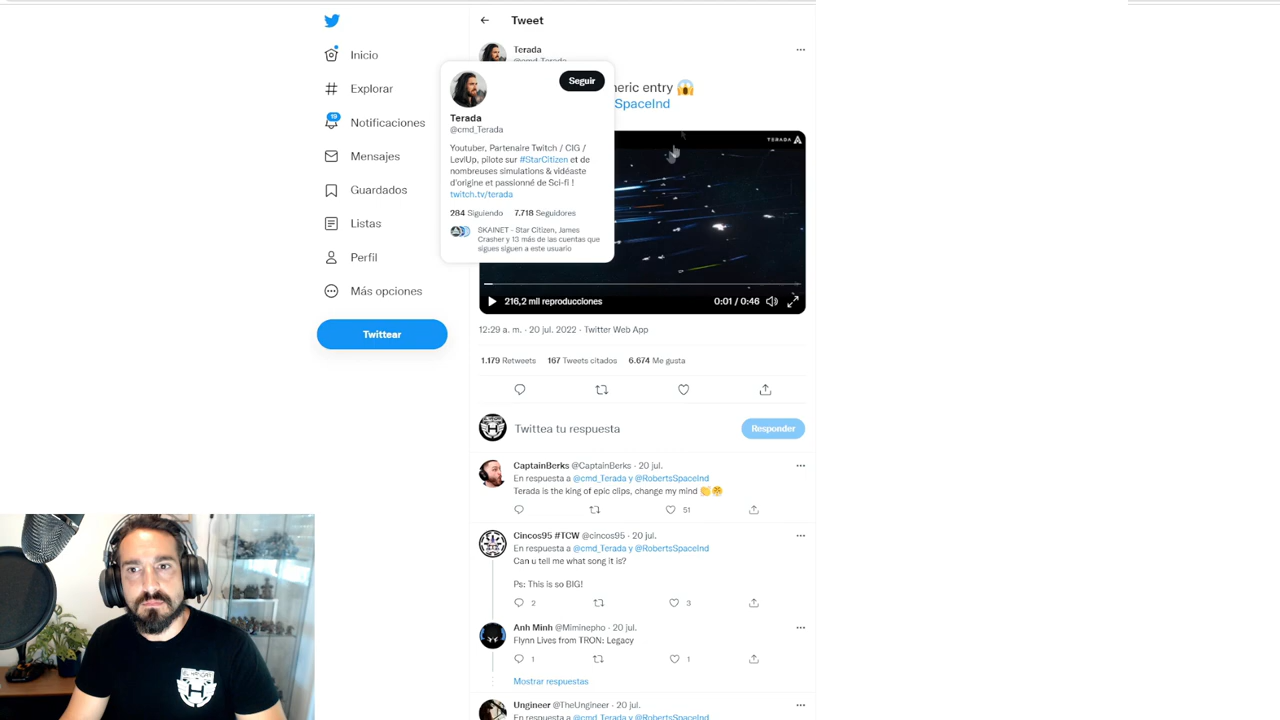 Tweet
Inicio
Explorar
19
Notificaciones
Mensajes
Guardados
Listas
Perfil
Más opciones
Twittear
Terada
@cmd_Terada
Seguir
Terada
@cmd_Terada
Youtuber, Partenaire Twitch / CIG /
LevlUp, pilote sur #StarCitizen et de
nombreuses simulations & vidéaste
d'origine et passionné de Sci-fi !
twitch.tv/terada
284 Siguiendo 7.718 Seguidores
SKAINET - Star Citizen, James
Crasher y 13 más de las cuentas que
sigues siguen a este usuario
eric entry 😱
SpaceInd
TERADA
216,2 mil reproducciones
0:01 / 0:46
12:29 a. m. · 20 jul. 2022 · Twitter Web App
1.179 Retweets 167 Tweets citados 6.674 Me gusta
Twittea tu respuesta
Responder
CaptainBerks @CaptainBerks · 20 jul.
En respuesta a @cmd_Terada y @RobertsSpaceInd
Terada is the king of epic clips, change my mind 👏😤
51
Cincos95 #TCW @cincos95 · 20 jul.
En respuesta a @cmd_Terada y @RobertsSpaceInd
Can u tell me what song it is?
Ps: This is so BIG!
2 3
Anh Minh @Miminepho · 20 jul.
Flynn Lives from TRON: Legacy
1 1
Mostrar respuestas
Ungineer @TheUngineer · 20 jul.
En respuesta a @cmd_Terada y @RobertsSpaceInd